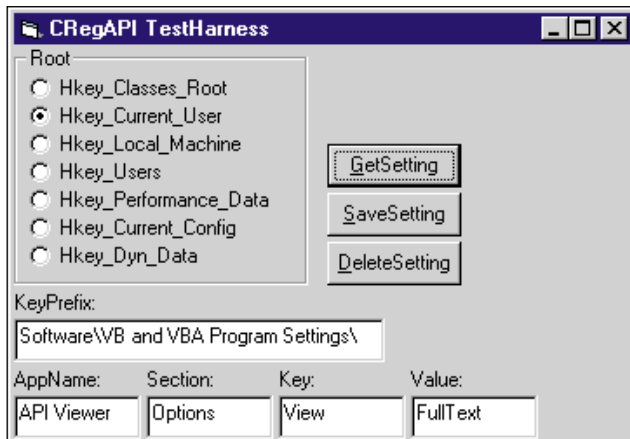 CRegAPI TestHarness
Root
Hkey_Classes_Root
Hkey_Current_User
Hkey_Local_Machine
Hkey_Users
Hkey_Performance_Data
Hkey_Current_Config
Hkey_Dyn_Data
GetSetting
SaveSetting
DeleteSetting
KeyPrefix:
Software\VB and VBA Program Settings\
AppName: Section: Key: Value:
API Viewer Options View FullText